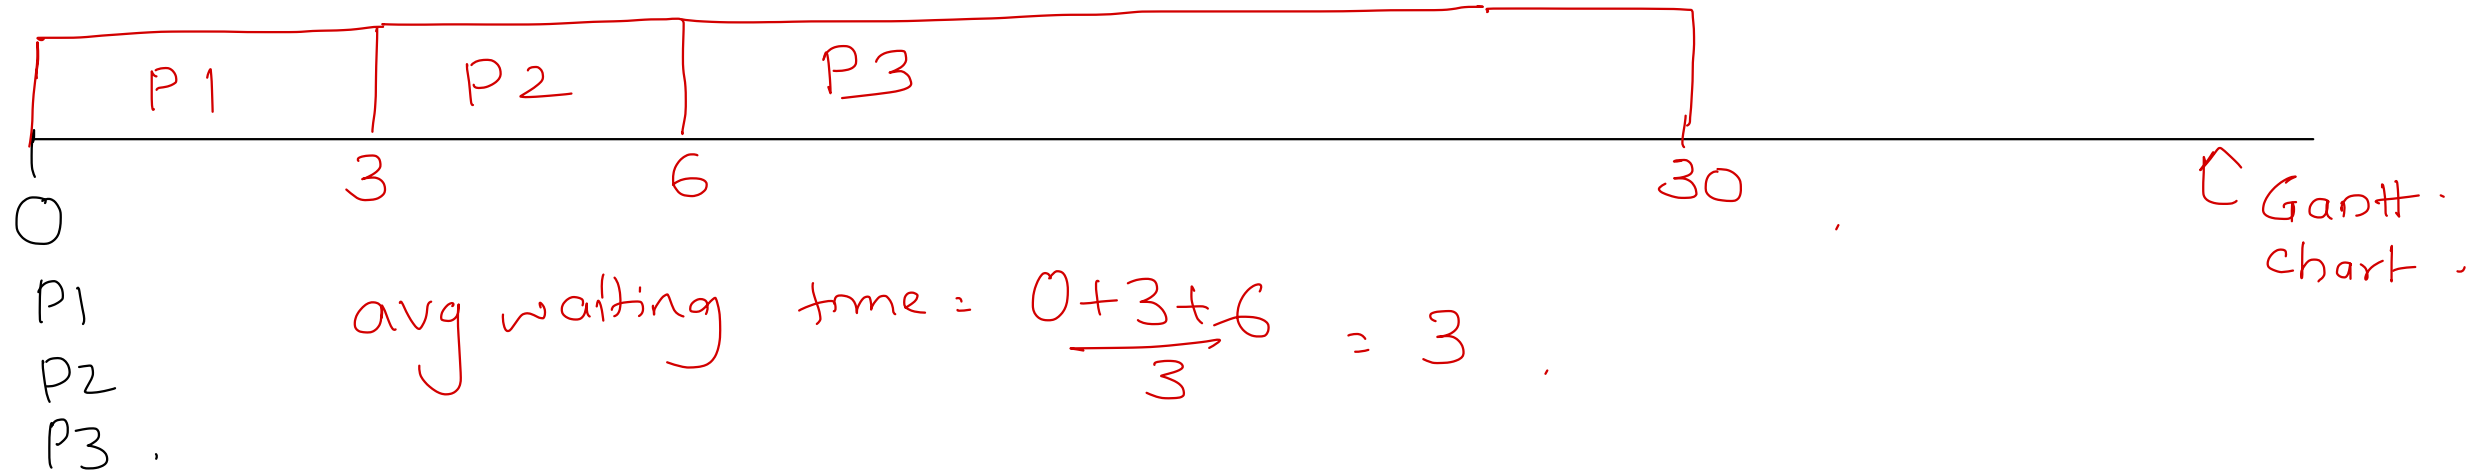 P1 P2 P3
3 6 30
0
Gantt
chart.
P1
avg waiting time = 0+3+6 = 3
3
P2
P3